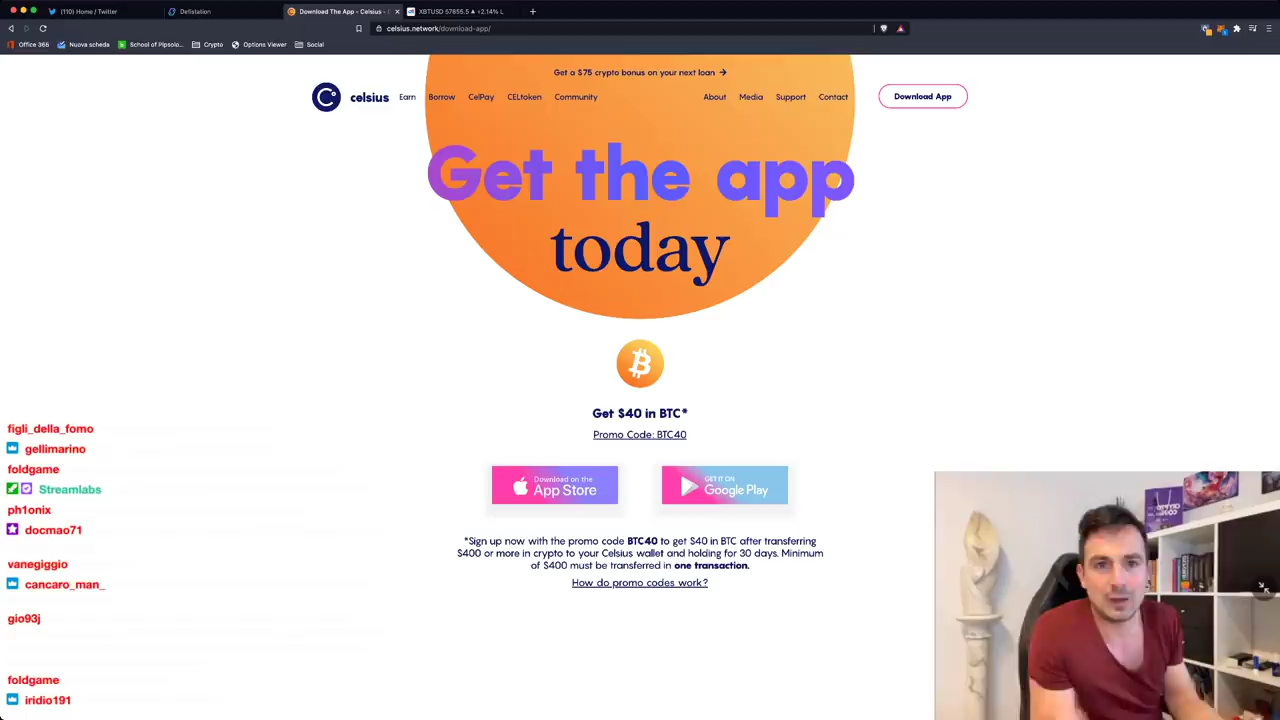 (110) Home / Twitter
Defistation
Download The App - Celsius -
XBTUSD 57855.5 ▲ +2.14% L
celsius.network/download-app/
Office 365
Nuova scheda
School of Pipsolo...
Crypto
Options Viewer
Social
Get a $75 crypto bonus on your next loan →
celsius
Earn
Borrow
CelPay
CELtoken
Community
About
Media
Support
Contact
Download App
Get the app
today
Get $40 in BTC*
Promo Code: BTC40
Download on the
App Store
GET IT ON
Google Play
*Sign up now with the promo code BTC40 to get $40 in BTC after transferring
$400 or more in crypto to your Celsius wallet and holding for 30 days. Minimum
of $400 must be transferred in one transaction.
How do promo codes work?
figli_della_fomo
gellimarino
foldgame
Streamlabs
ph1onix
docmao71
vanegiggio
cancaro_man_
gio93j
foldgame
iridio191